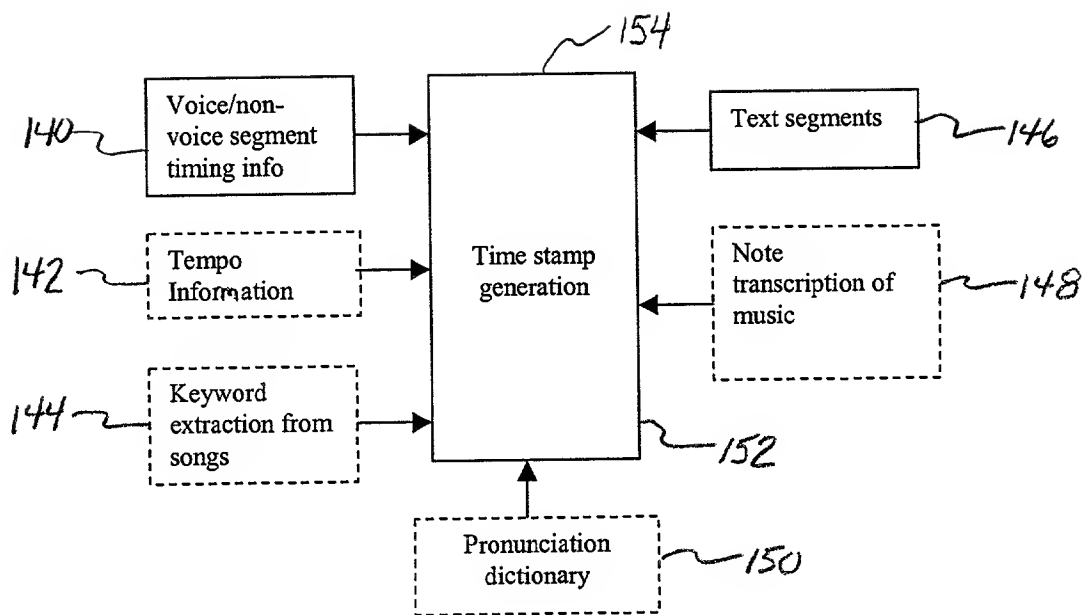 154
140
Voice/non-
voice segment
timing info
Text segments
146
142
Tempo
Information
Time stamp
generation
Note
transcription of
music
148
144
Keyword
extraction from
songs
152
Pronunciation
dictionary
150